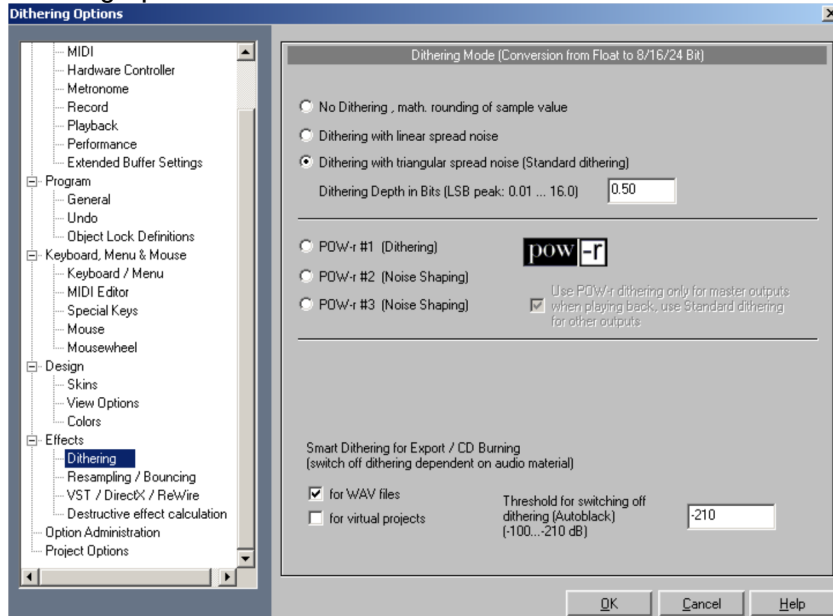 Dithering Options
MIDI
Hardware Controller
Metronome
Record
Playback
Performance
Extended Buffer Settings
Program
General
Undo
Object Lock Definitions
Keyboard, Menu & Mouse
Keyboard / Menu
MIDI Editor
Special Keys
Mouse
Mousewheel
Design
Skins
View Options
Colors
Effects
Dithering
Resampling / Bouncing
VST / DirectX / ReWire
Destructive effect calculation
Option Administration
Project Options
Dithering Mode (Conversion from Float to 8/16/24 Bit)
No Dithering , math. rounding of sample value
Dithering with linear spread noise
Dithering with triangular spread noise (Standard dithering)
Dithering Depth in Bits (LSB peak: 0.01 ... 16.0)
0.50
POW-r #1 (Dithering)
pow -r
POW-r #2 (Noise Shaping)
POW-r #3 (Noise Shaping)
Use POW-r dithering only for master outputs
when playing back, use Standard dithering
for other outputs
Smart Dithering for Export / CD Burning
(switch off dithering dependent on audio material)
for WAV files
for virtual projects
Threshold for switching off
dithering (Autoblack)
(-100...-210 dB)
-210
OK
Cancel
Help